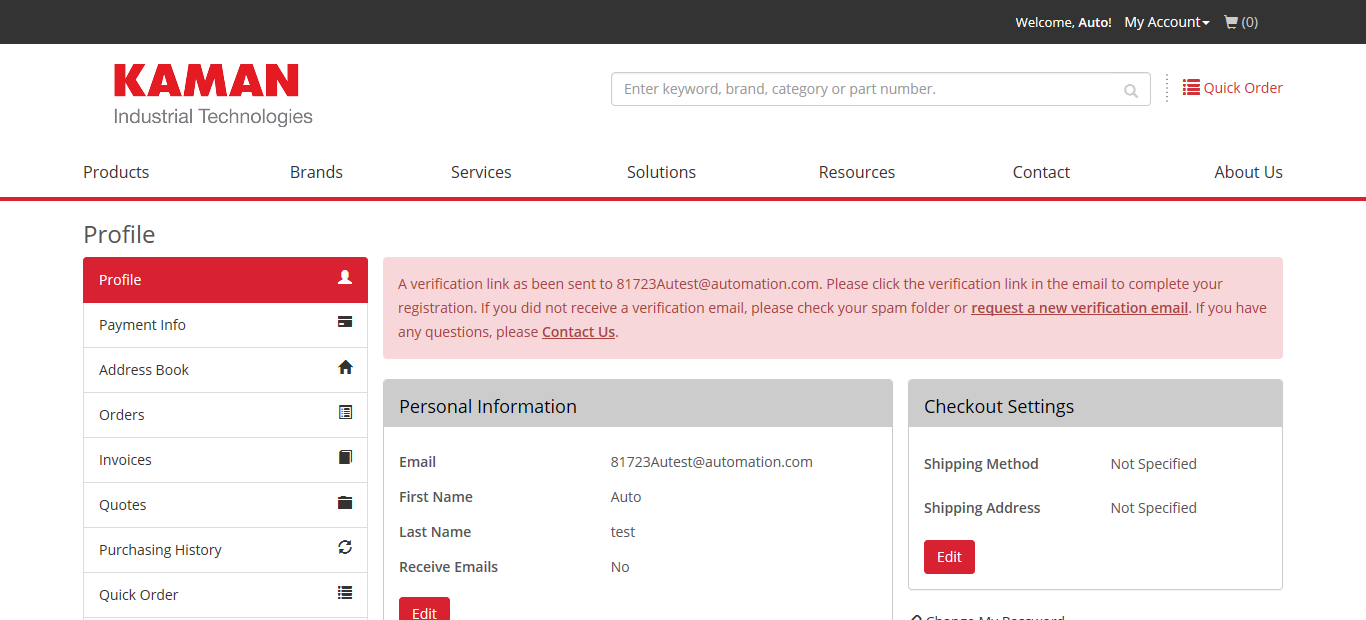 Welcome, Auto! My Account (0)
KAMAN
Industrial Technologies
Enter keyword, brand, category or part number.
Quick Order
Products Brands Services Solutions Resources Contact About Us
Profile
Profile
Payment Info
Address Book
Orders
Invoices
Quotes
Purchasing History
Quick Order
A verification link as been sent to 81723Autest@automation.com. Please click the verification link in the email to complete your
registration. If you did not receive a verification email, please check your spam folder or request a new verification email. If you have
any questions, please Contact Us.
Personal Information
Email 81723Autest@automation.com
First Name Auto
Last Name test
Receive Emails No
Edit
Checkout Settings
Shipping Method Not Specified
Shipping Address Not Specified
Edit
Change My Password